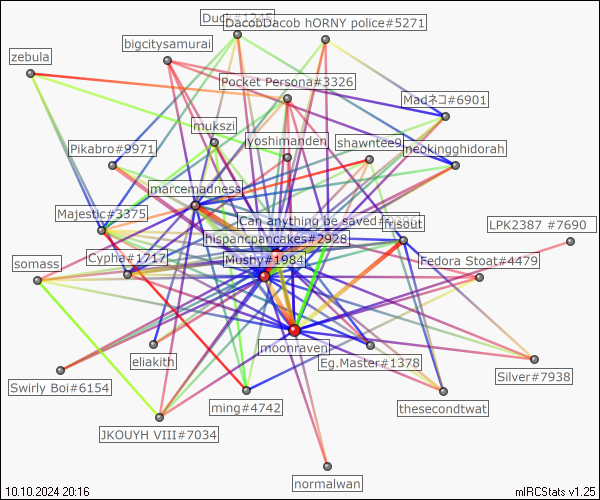 Duck#1245
DacobDacob hORNY police#5271
bigcitysamurai
zebula
Pocket Persona#3326
Madネコ#6901
mukszi
yoshimanden
shawntee9
neokingghidorah
Pikabro#9971
marcemadness
Majestic#3375
Can anything be saved
frisout
LPK2387 #7690
hispancpancakes#2928
Cypha#1717
Mushy#1984
Fedora Stoat#4479
somass
moonraven
eliakith
Eg.Master#1378
Silver#7938
Swirly Boi#6154
ming#4742
thesecondtwat
JKOUYH VIII#7034
normalwan
10.10.2024 20:16
mIRCStats v1.25